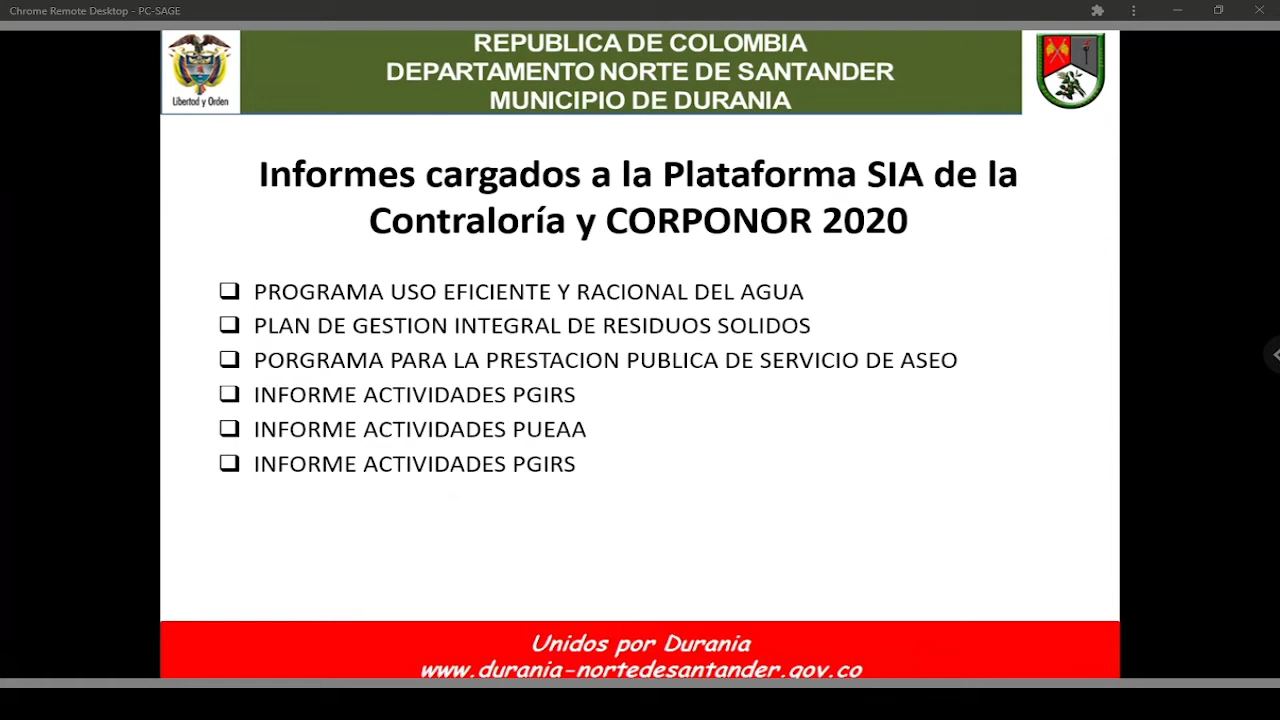 Chrome Remote Desktop - PC-SAGE
REPUBLICA DE COLOMBIA
DEPARTAMENTO NORTE DE SANTANDER
MUNICIPIO DE DURANIA
Libertad y Orden
Informes cargados a la Plataforma SIA de la
Contraloría y CORPONOR 2020
PROGRAMA USO EFICIENTE Y RACIONAL DEL AGUA
PLAN DE GESTION INTEGRAL DE RESIDUOS SOLIDOS
PORGRAMA PARA LA PRESTACION PUBLICA DE SERVICIO DE ASEO
INFORME ACTIVIDADES PGIRS
INFORME ACTIVIDADES PUEAA
INFORME ACTIVIDADES PGIRS
Unidos por Durania
www.durania-nortedesantander.gov.co